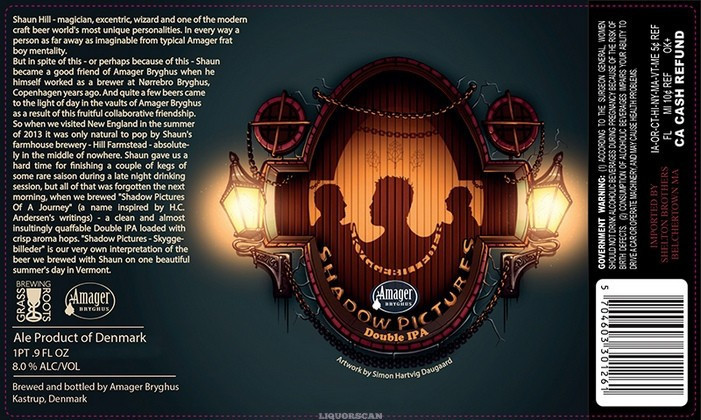 Shaun Hill - magician, excentric, wizard and one of the modern
craft beer world's most unique personalities. In every way a
person as far away as imaginable from typical Amager frat
boy mentality.
But in spite of this - or perhaps because of this - Shaun
became a good friend of Amager Bryghus when he
himself worked as a brewer at Nørrebro Bryghus,
Copenhagen years ago. And quite a few beers came
to the light of day in the vaults of Amager Bryghus
as a result of this fruitful collaborative friendship.
So when we visited New England in the summer
of 2013 it was only natural to pop by Shaun's
farmhouse brewery - Hill Farmstead - absolute-
ly in the middle of nowhere. Shaun gave us a
hard time for finishing a couple of kegs of
some rare saison during a late night drinking
session, but all of that was forgotten the next
morning, when we brewed "Shadow Pictures
Of A Journey" (a name inspired by H.C.
Andersen's writings) - a clean and almost
insultingly quaffable Double IPA loaded with
crisp aroma hops. "Shadow Pictures - Skygge-
billeder" is our very own interpretation of the
beer we brewed with Shaun on one beautiful
summer's day in Vermont.
GRASS
ROOTS
BREWING
Amager
BRYGHUS
Ale Product of Denmark
1PT .9 FL OZ
8.0 % ALC/VOL
Brewed and bottled by Amager Bryghus
Kastrup, Denmark
SKYGGEBILLEDER
Amager
BRYGHUS
SHADOW PICTURES
Double IPA
Artwork by Simon Hartvig Daugaard
GOVERNMENT WARNING: (1) ACCORDING TO THE SURGEON GENERAL, WOMEN
SHOULD NOT DRINK ALCOHOLIC BEVERAGES DURING PREGNANCY BECAUSE OF THE RISK OF
BIRTH DEFECTS. (2) CONSUMPTION OF ALCOHOLIC BEVERAGES IMPAIRS YOUR ABILITY TO
DRIVE A CAR OR OPERATE MACHINERY, AND MAY CAUSE HEALTH PROBLEMS.
IMPORTED BY
SHELTON BROTHERS
BELCHERTOWN MA
IA-OR-CT-HI-NY-MA-VT-ME 5¢ REF
FL MI 10¢ REF OK+
CA CASH REFUND
5 704603 301261
LIQUORSCAN